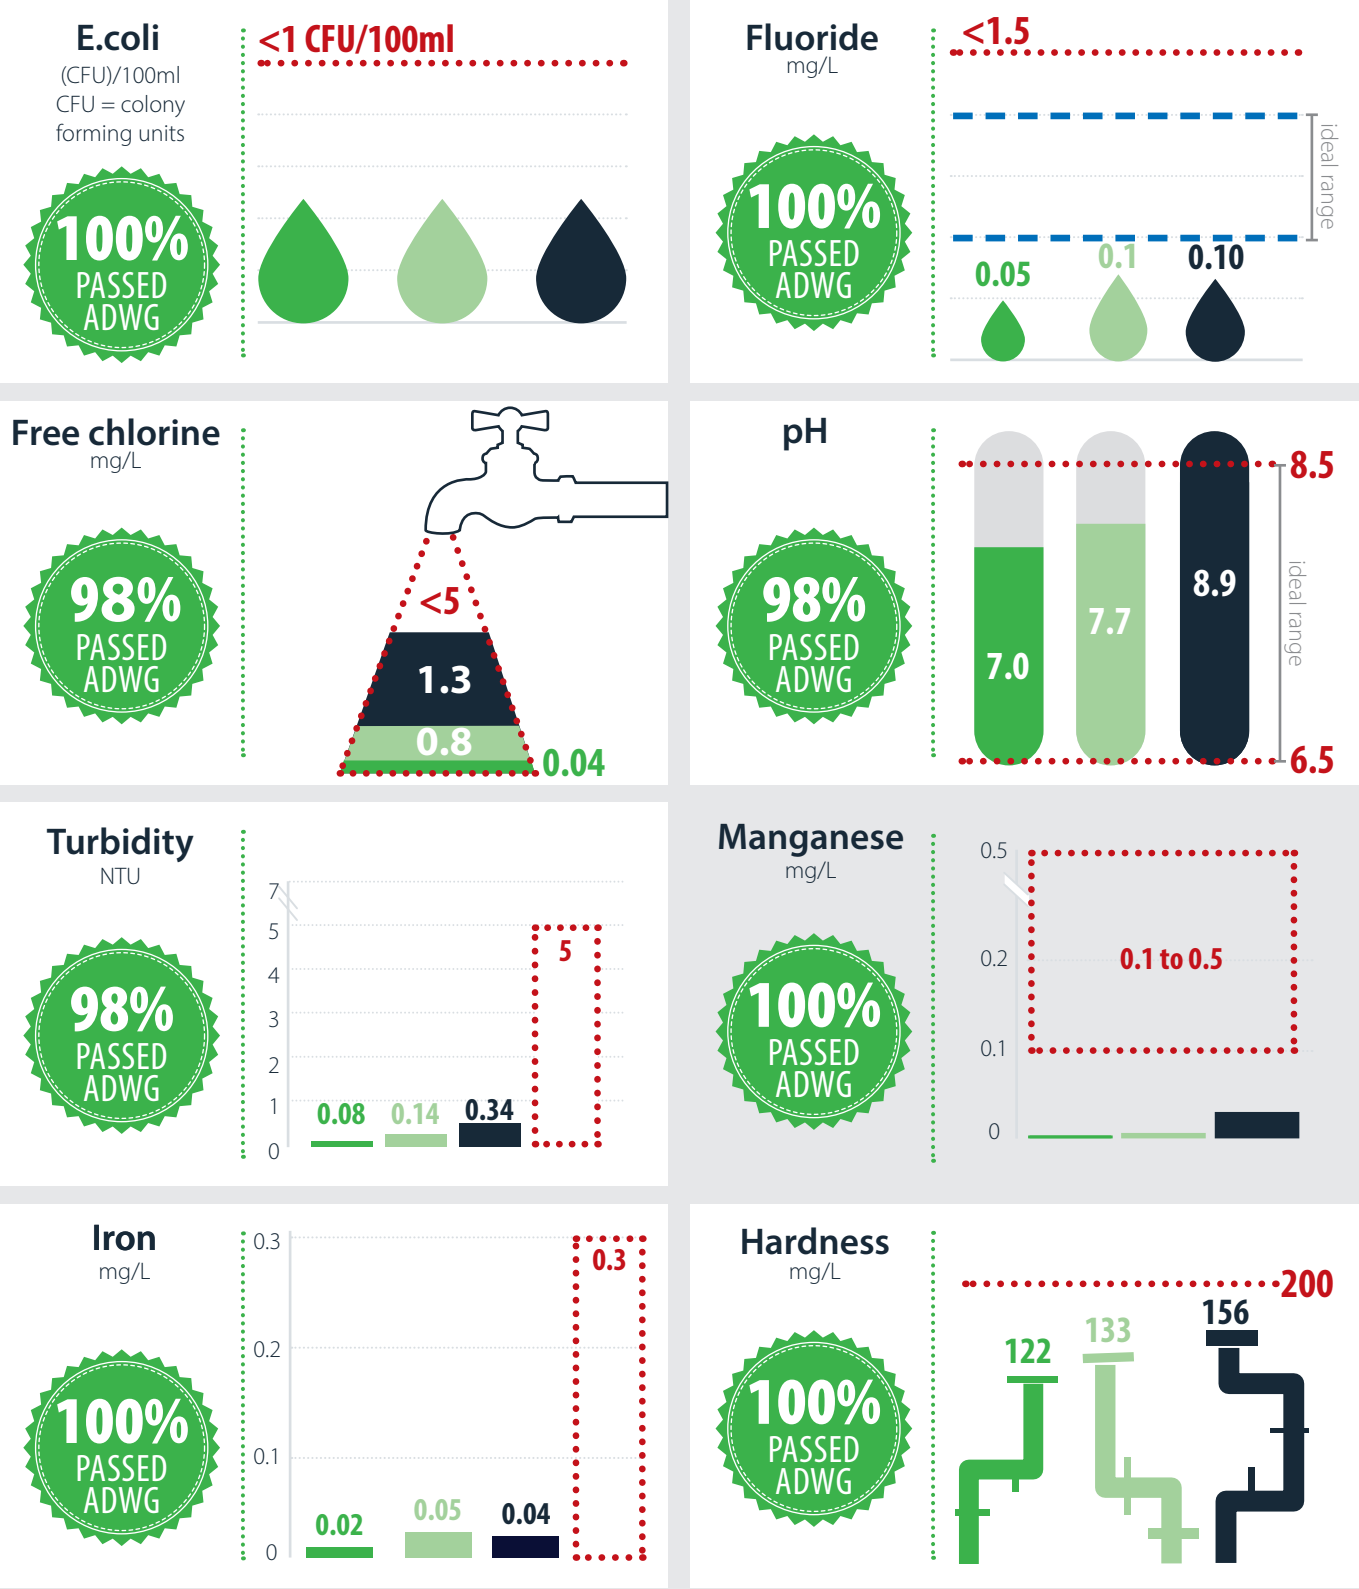 E.coli
(CFU)/100ml
CFU = colony
forming units
100%
PASSED
ADWG
<1 CFU/100ml
Fluoride
mg/L
100%
PASSED
ADWG
<1.5
ideal range
0.05
0.1
0.10
Free chlorine
mg/L
98%
PASSED
ADWG
<5
1.3
0.8
0.04
pH
98%
PASSED
ADWG
8.5
7.0
7.7
8.9
ideal range
6.5
Turbidity
NTU
98%
PASSED
ADWG
7
5
4
3
2
1
0
0.08
0.14
0.34
5
Manganese
mg/L
100%
PASSED
ADWG
0.5
0.2
0.1
0
0.1 to 0.5
Iron
mg/L
100%
PASSED
ADWG
0.3
0.2
0.1
0
0.02
0.05
0.04
0.3
Hardness
mg/L
100%
PASSED
ADWG
200
122
133
156